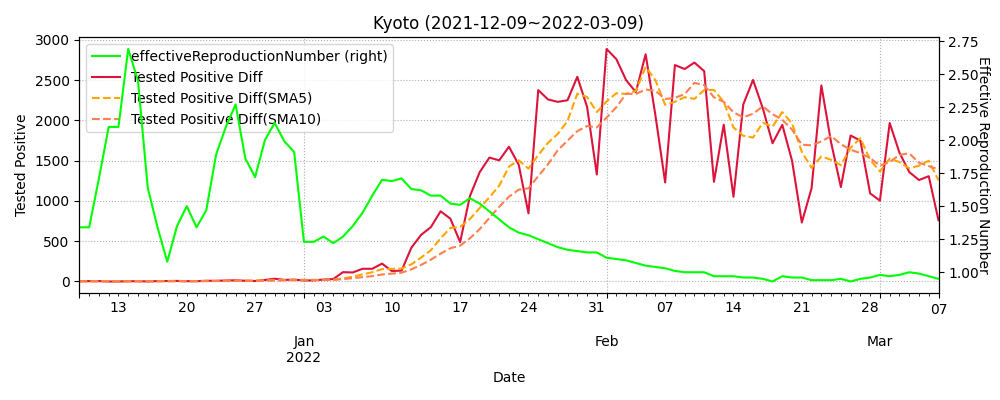 Kyoto (2021-12-09~2022-03-09)
effectiveReproductionNumber (right)
Tested Positive Diff
Tested Positive Diff(SMA5)
Tested Positive Diff(SMA10)
Tested Positive
3000
2500
2000
1500
1000
500
0
2.75
2.50
2.25
2.00
1.75
1.50
1.25
1.00
Effective Reproduction Number
13 20 27 03 10 17 24 31 07 14 21 28 07
Jan Feb Mar
2022
Date